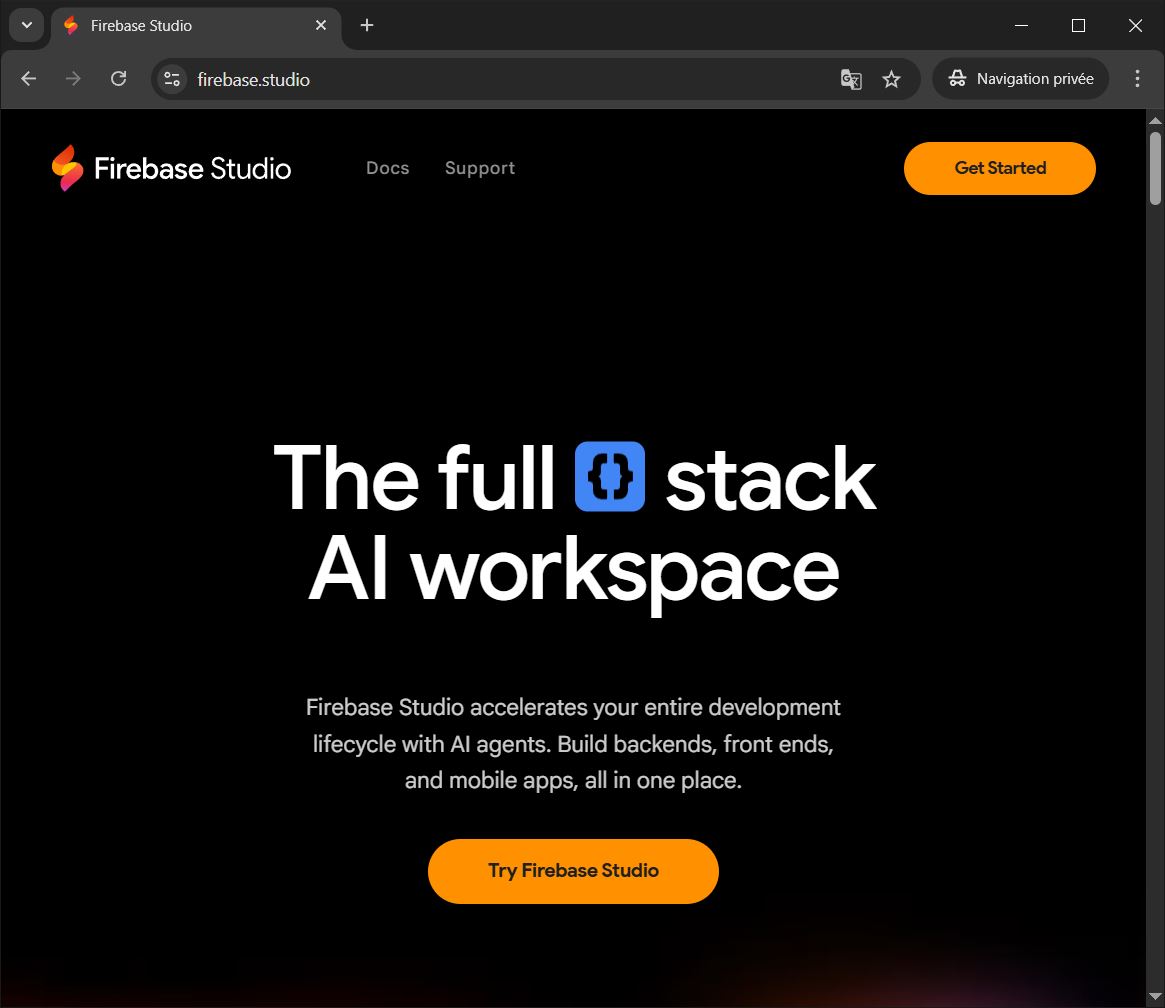 Firebase Studio
firebase.studio
Navigation privée
Firebase Studio
Docs
Support
Get Started
The full {} stack
AI workspace
Firebase Studio accelerates your entire development
lifecycle with AI agents. Build backends, front ends,
and mobile apps, all in one place.
Try Firebase Studio